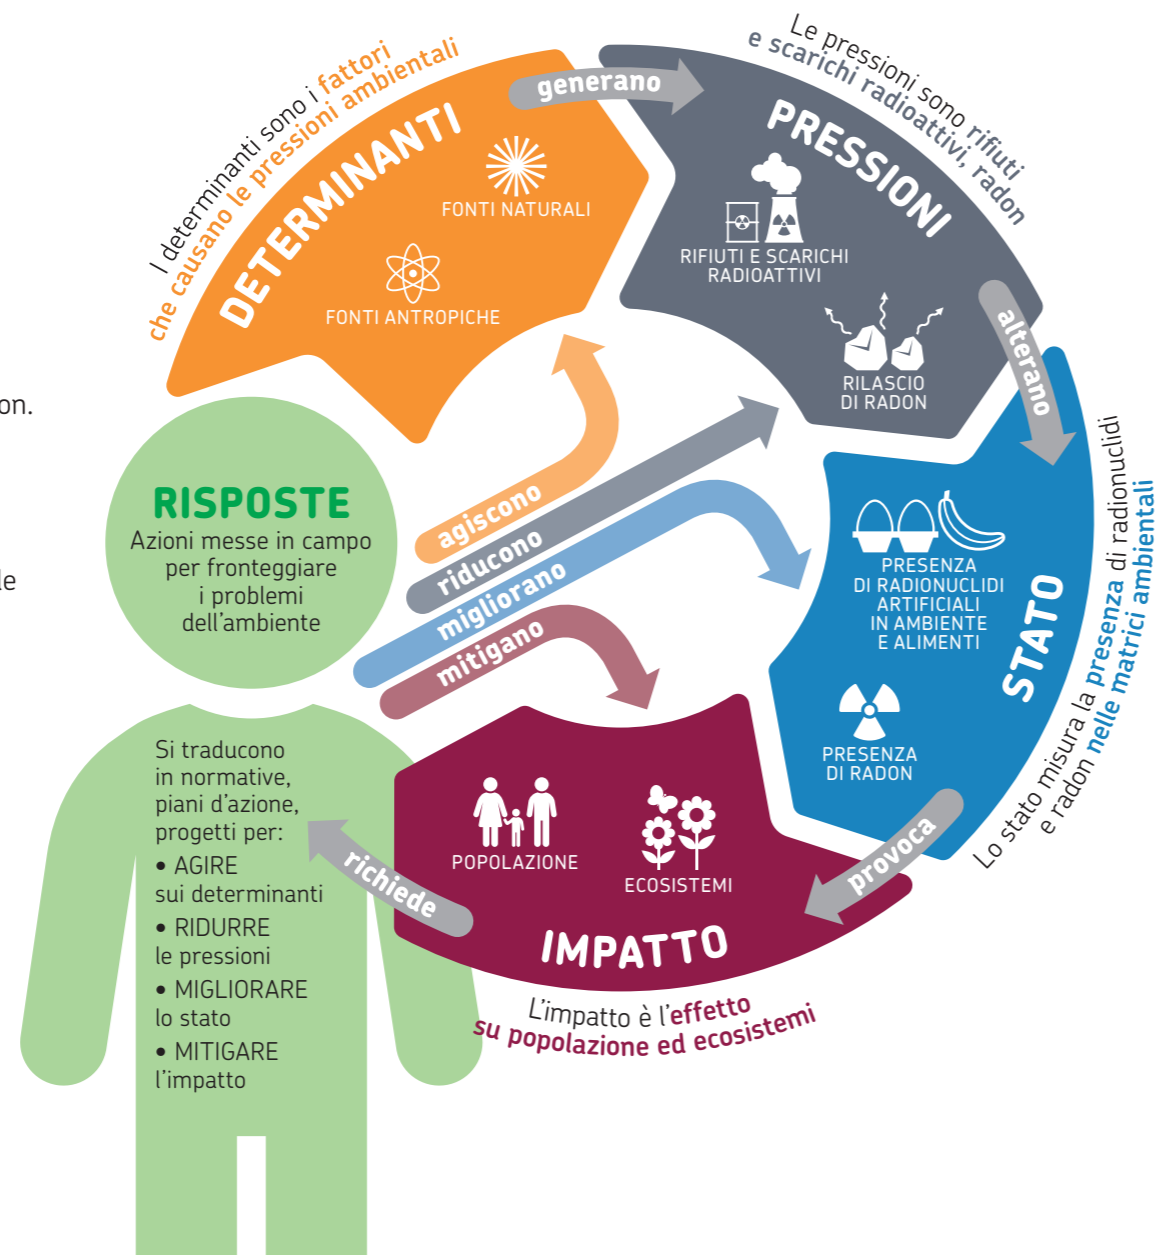 I determinanti sono i fattori
che causano le pressioni ambientali
DETERMINANTI
FONTI NATURALI
FONTI ANTROPICHE
generano
Le pressioni sono rifiuti
e scarichi radioattivi, radon
PRESSIONI
RIFIUTI E SCARICHI
RADIOATTIVI
RILASCIO
DI RADON
alterano
on.
le
RISPOSTE
Azioni messe in campo
per fronteggiare
i problemi
dell'ambiente
agiscono
riducono
migliorano
mitigano
PRESENZA
DI RADIONUCLIDI
ARTIFICIALI
IN AMBIENTE
E ALIMENTI
STATO
PRESENZA
DI RADON
Lo stato misura la presenza di radionuclidi
e radon nelle matrici ambientali
provoca
POPOLAZIONE
ECOSISTEMI
IMPATTO
L'impatto è l'effetto
su popolazione ed ecosistemi
richiede
Si traducono
in normative,
piani d'azione,
progetti per:
• AGIRE
sui determinanti
• RIDURRE
le pressioni
• MIGLIORARE
lo stato
• MITIGARE
l'impatto